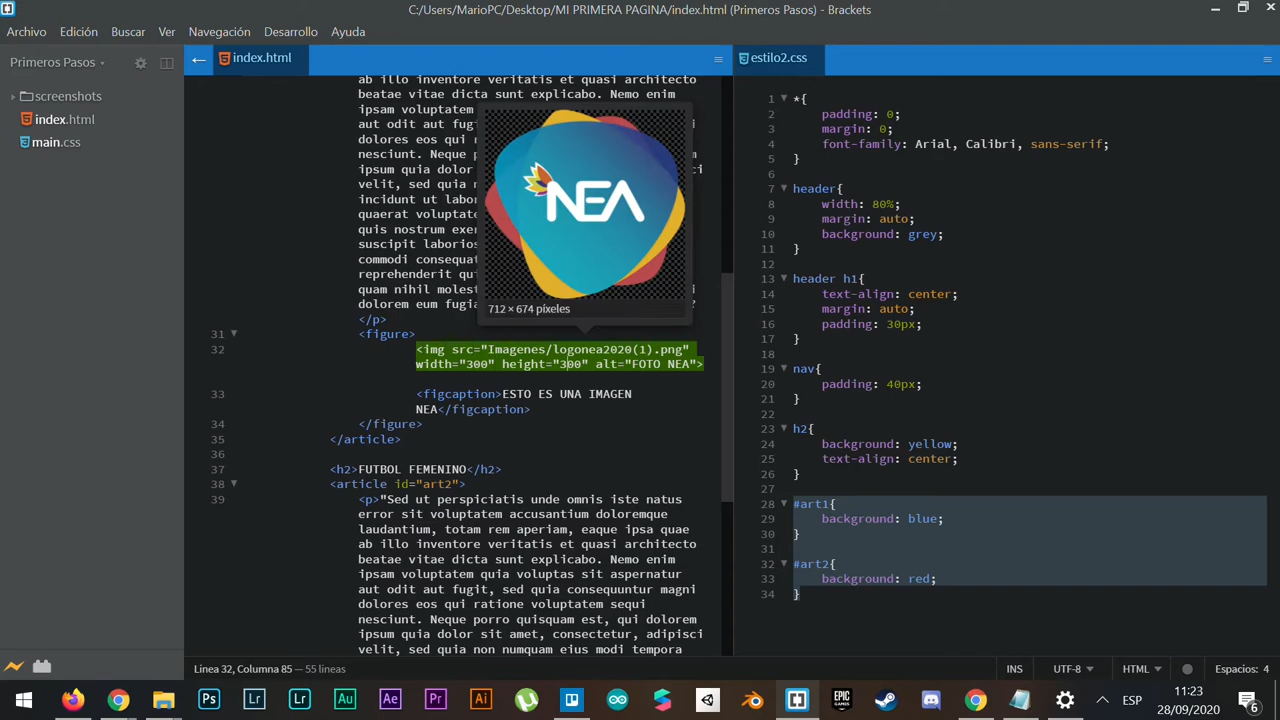 C:/Users/MarioPC/Desktop/MI PRIMERA PAGINA/index.html (Primeros Pasos) - Brackets
Archivo Edición Buscar Ver Navegación Desarrollo Ayuda
Primeros Pasos
screenshots
index.html
main.css
index.html
ab illo inventore veritatis et quasi architecto
beatae vitae dicta sunt explicabo. Nemo enim
ipsam voluptatem
aut odit aut fugit
dolores eos qui
nesciunt. Neque po
ipsum quia dolor
velit, sed quia
incidunt ut labor
quaerat voluptate
quis nostrum exer
suscipit laborios
commodi consequat
reprehenderit qui
quam nihil molest
dolorem eum fugia
712 × 674 píxeles
</p>
31 <figure>
32 <img src="Imagenes/logonea2020(1).png"
width="300" height="300" alt="FOTO NEA">
33 <figcaption>ESTO ES UNA IMAGEN
NEA</figcaption>
34 </figure>
35 </article>
36
37 <h2>FUTBOL FEMENINO</h2>
38 <article id="art2">
39 <p>"Sed ut perspiciatis unde omnis iste natus
error sit voluptatem accusantium doloremque
laudantium, totam rem aperiam, eaque ipsa quae
ab illo inventore veritatis et quasi architecto
beatae vitae dicta sunt explicabo. Nemo enim
ipsam voluptatem quia voluptas sit aspernatur
aut odit aut fugit, sed quia consequuntur magni
dolores eos qui ratione voluptatem sequi
nesciunt. Neque porro quisquam est, qui dolorem
ipsum quia dolor sit amet, consectetur, adipisci
velit, sed quia non numquam eius modi tempora
NEA
estilo2.css
1 *{
2 padding: 0;
3 margin: 0;
4 font-family: Arial, Calibri, sans-serif;
5 }
6
7 header{
8 width: 80%;
9 margin: auto;
10 background: grey;
11 }
12
13 header h1{
14 text-align: center;
15 margin: auto;
16 padding: 30px;
17 }
18
19 nav{
20 padding: 40px;
21 }
22
23 h2{
24 background: yellow;
25 text-align: center;
26 }
27
28 #art1{
29 background: blue;
30 }
31
32 #art2{
33 background: red;
34 }
Línea 32, Columna 85 — 55 líneas
INS UTF-8 HTML Espacios: 4
Ps Lr Lr Au Ae Pr Ai
EPIC GAMES
ESP
11:23
28/09/2020
6